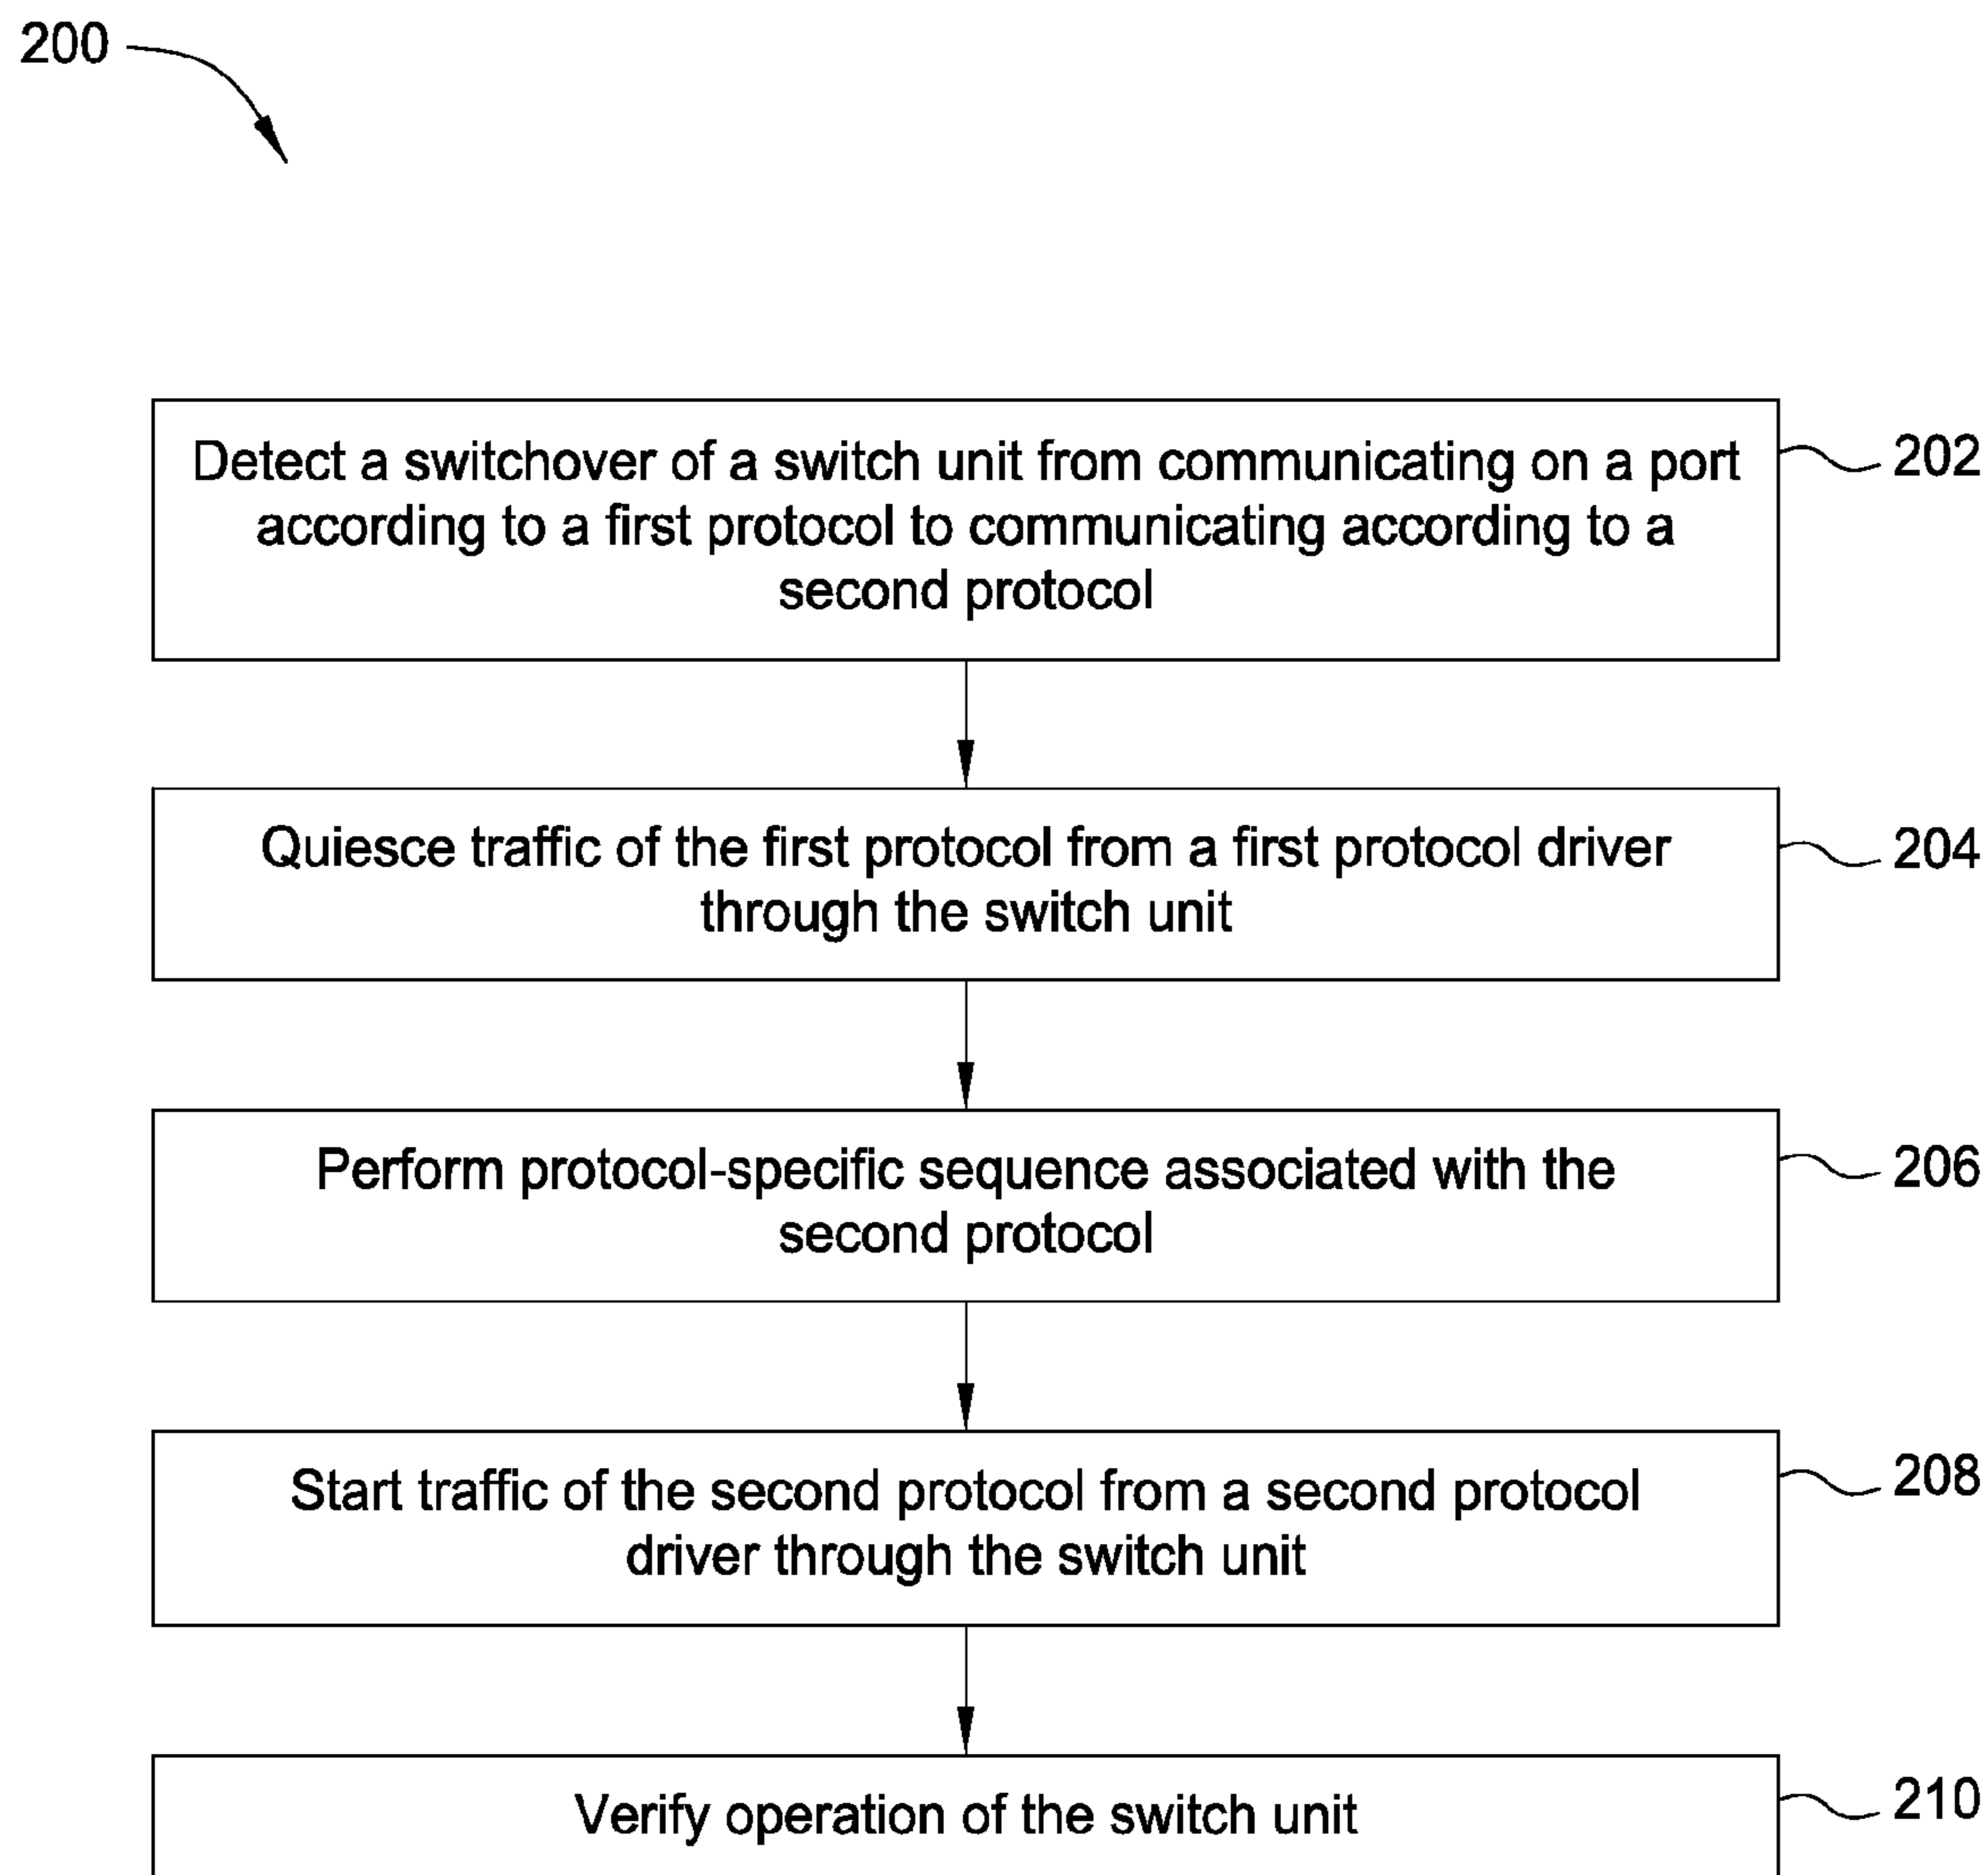 200
Detect a switchover of a switch unit from communicating on a port
according to a first protocol to communicating according to a
second protocol
202
Quiesce traffic of the first protocol from a first protocol driver
through the switch unit
204
Perform protocol-specific sequence associated with the
second protocol
206
Start traffic of the second protocol from a second protocol
driver through the switch unit
208
Verify operation of the switch unit
210